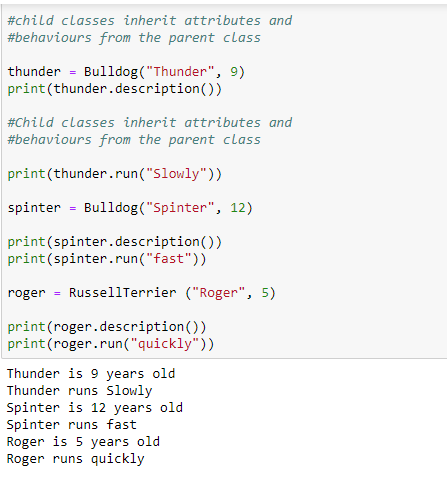 #child classes inherit attributes and
#behaviours from the parent class
thunder = Bulldog("Thunder", 9)
print(thunder.description())
#Child classes inherit attributes and
#behaviours from the parent class
print(thunder.run("Slowly"))
spinter = Bulldog("Spinter", 12)
print(spinter.description())
print(spinter.run("fast"))
roger = RussellTerrier ("Roger", 5)
print(roger.description())
print(roger.run("quickly"))
Thunder is 9 years old
Thunder runs Slowly
Spinter is 12 years old
Spinter runs fast
Roger is 5 years old
Roger runs quickly